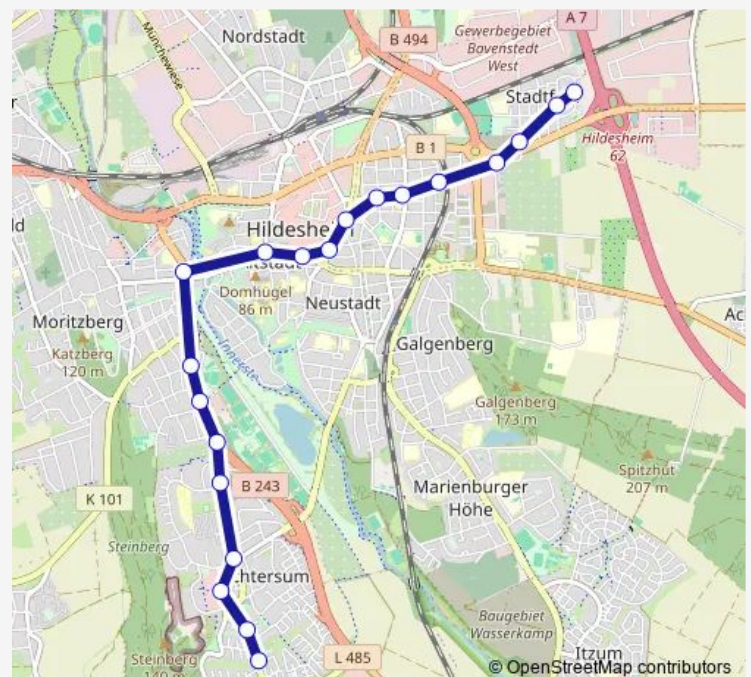 Nordstadt
B 494
Gewerbegebiet
Bavenstedt
West
A 7
Münchewiese
Stadtf
B 1
Hildesheim
62
Hildeshe
Domhügel
86 m
Neustadt
Moritzberg
Katzberg
120 m
Innerste
Galgenberg
Galgenberg
173 m
Spitzhut
207 m
K 101
B 243
Marienburger
Höhe
Steinberg
htersum
Baugebiet
Wasserkamp
Steinberg
L 485
Itzum
© OpenStreetMap contributors